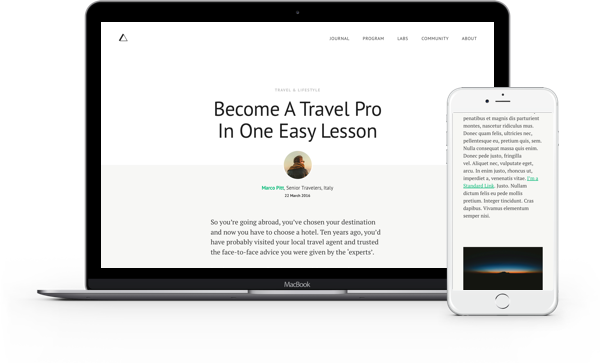 JOURNAL PROGRAM LABS COMMUNITY ABOUT
TRAVEL & LIFESTYLE
Become A Travel Pro
In One Easy Lesson
Marco Pitt, Senior Travelers, Italy
22 March 2016
So you're going abroad, you've chosen your destination
and now you have to choose a hotel. Ten years ago, you'd
have probably visited your local travel agent and trusted
the face-to-face advice you were given by the 'experts'.
MacBook
penatibus et magnis dis parturient
montes, nascetur ridiculus mus.
Donec quam felis, ultricies nec,
pellentesque eu, pretium quis, sem.
Nulla consequat massa quis enim.
Donec pede justo, fringilla
vel. Aliquet nec, vulputate eget,
arcu. In enim justo, rhoncus ut,
imperdiet a, venenatis vitae. I'm a
Standard Link. Justo. Nullam
dictum felis eu pede mollis
pretium. Integer tincidunt. Cras
dapibus. Vivamus elementum
semper nisi.